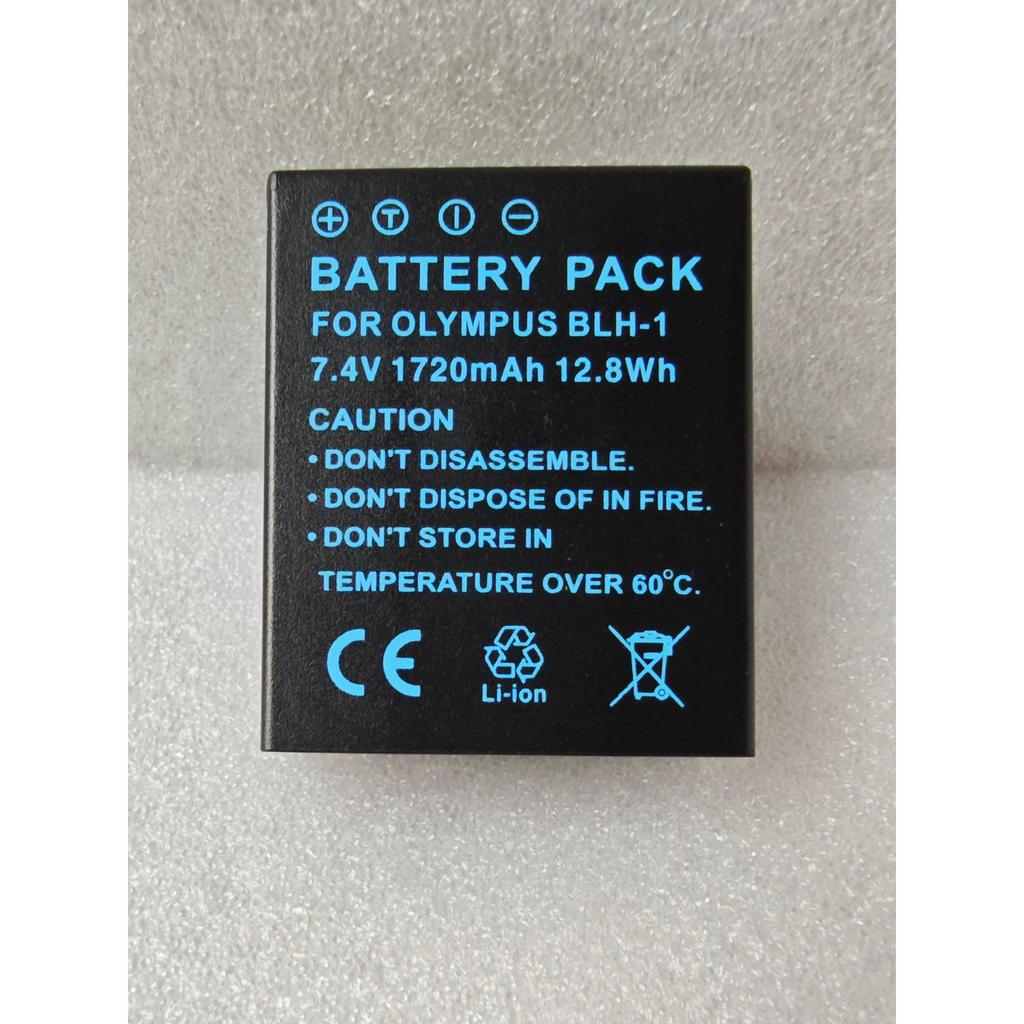 + T I -
BATTERY PACK
FOR OLYMPUS BLH-1
7.4V 1720mAh 12.8Wh
CAUTION
• DON'T DISASSEMBLE.
• DON'T DISPOSE OF IN FIRE.
• DON'T STORE IN
TEMPERATURE OVER 60°C.
CE
Li-ion